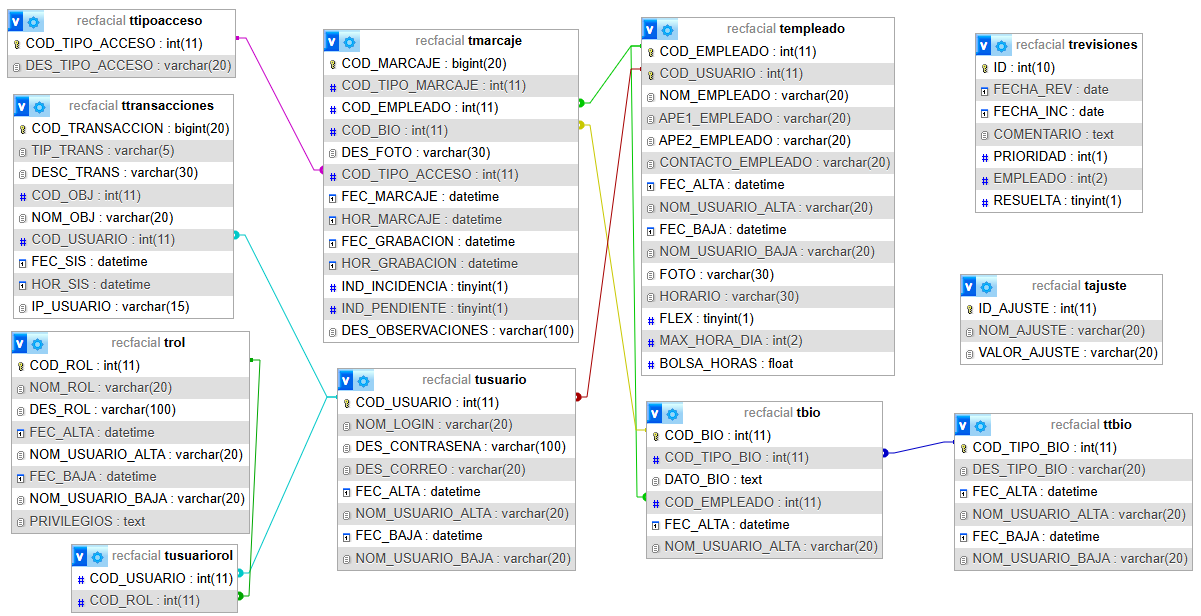 v refacial ttipoacceso
COD_TIPO_ACCESO : int(11)
DES_TIPO_ACCESO : varchar(20)
v refacial ttransacciones
COD_TRANSACCION : bigint(20)
TIP_TRANS : varchar(5)
DESC_TRANS : varchar(30)
# COD_OBJ : int(11)
NOM_OBJ : varchar(20)
# COD_USUARIO : int(11)
FEC_SIS : datetime
HOR_SIS : datetime
IP_USUARIO : varchar(15)
v recfacial trol
COD_ROL : int(11)
NOM_ROL : varchar(20)
DES_ROL : varchar(100)
FEC_ALTA : datetime
NOM_USUARIO_ALTA : varchar(20)
FEC_BAJA : datetime
NOM_USUARIO_BAJA : varchar(20)
PRIVILEGIOS : text
v recfacial tusuariorol
# COD_USUARIO : int(11)
# COD_ROL : int(11)
v recfacial tmarcaje
COD_MARCAJE : bigint(20)
# COD_TIPO_MARCAJE : int(11)
# COD_EMPLEADO : int(11)
# COD_BIO : int(11)
DES_FOTO : varchar(30)
# COD_TIPO_ACCESO : int(11)
FEC_MARCAJE : datetime
HOR_MARCAJE : datetime
FEC_GRABACION : datetime
HOR_GRABACION : datetime
# IND_INCIDENCIA : tinyint(1)
# IND_PENDIENTE : tinyint(1)
DES_OBSERVACIONES : varchar(100)
v recfacial tusuario
COD_USUARIO : int(11)
NOM_LOGIN : varchar(20)
DES_CONTRASENA : varchar(100)
DES_CORREO : varchar(20)
FEC_ALTA : datetime
NOM_USUARIO_ALTA : varchar(20)
FEC_BAJA : datetime
NOM_USUARIO_BAJA : varchar(20)
v recfacial templeado
COD_EMPLEADO : int(11)
COD_USUARIO : int(11)
NOM_EMPLEADO : varchar(20)
APE1_EMPLEADO : varchar(20)
APE2_EMPLEADO : varchar(20)
CONTACTO_EMPLEADO : varchar(20)
FEC_ALTA : datetime
NOM_USUARIO_ALTA : varchar(20)
FEC_BAJA : datetime
NOM_USUARIO_BAJA : varchar(20)
FOTO : varchar(30)
HORARIO : varchar(30)
# FLEX : tinyint(1)
# MAX_HORA_DIA : int(2)
# BOLSA_HORAS : float
v recfacial tbio
COD_BIO : int(11)
# COD_TIPO_BIO : int(11)
DATO_BIO : text
# COD_EMPLEADO : int(11)
FEC_ALTA : datetime
NOM_USUARIO_ALTA : varchar(20)
v recfacial trevisiones
ID : int(10)
FECHA_REV : date
FECHA_INC : date
COMENTARIO : text
# PRIORIDAD : int(1)
# EMPLEADO : int(2)
# RESUELTA : tinyint(1)
v recfacial tajuste
ID_AJUSTE : int(11)
NOM_AJUSTE : varchar(20)
VALOR_AJUSTE : varchar(20)
v recfacial ttbio
COD_TIPO_BIO : int(11)
DES_TIPO_BIO : varchar(20)
FEC_ALTA : datetime
NOM_USUARIO_ALTA : varchar(20)
FEC_BAJA : datetime
NOM_USUARIO_BAJA : varchar(20)